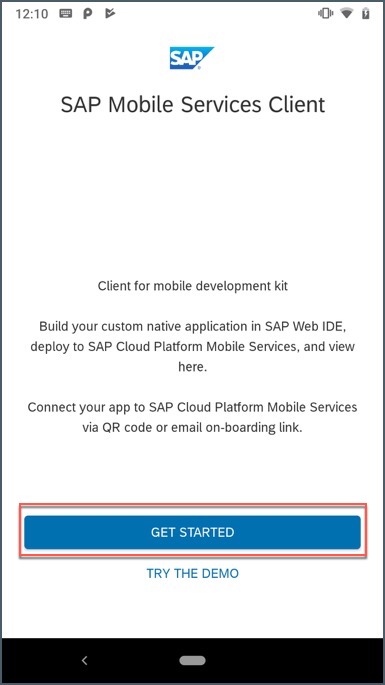 12:10
SAP
SAP Mobile Services Client
Client for mobile development kit
Build your custom native application in SAP Web IDE,
deploy to SAP Cloud Platform Mobile Services, and view
here.
Connect your app to SAP Cloud Platform Mobile Services
via QR code or email on-boarding link.
GET STARTED
TRY THE DEMO